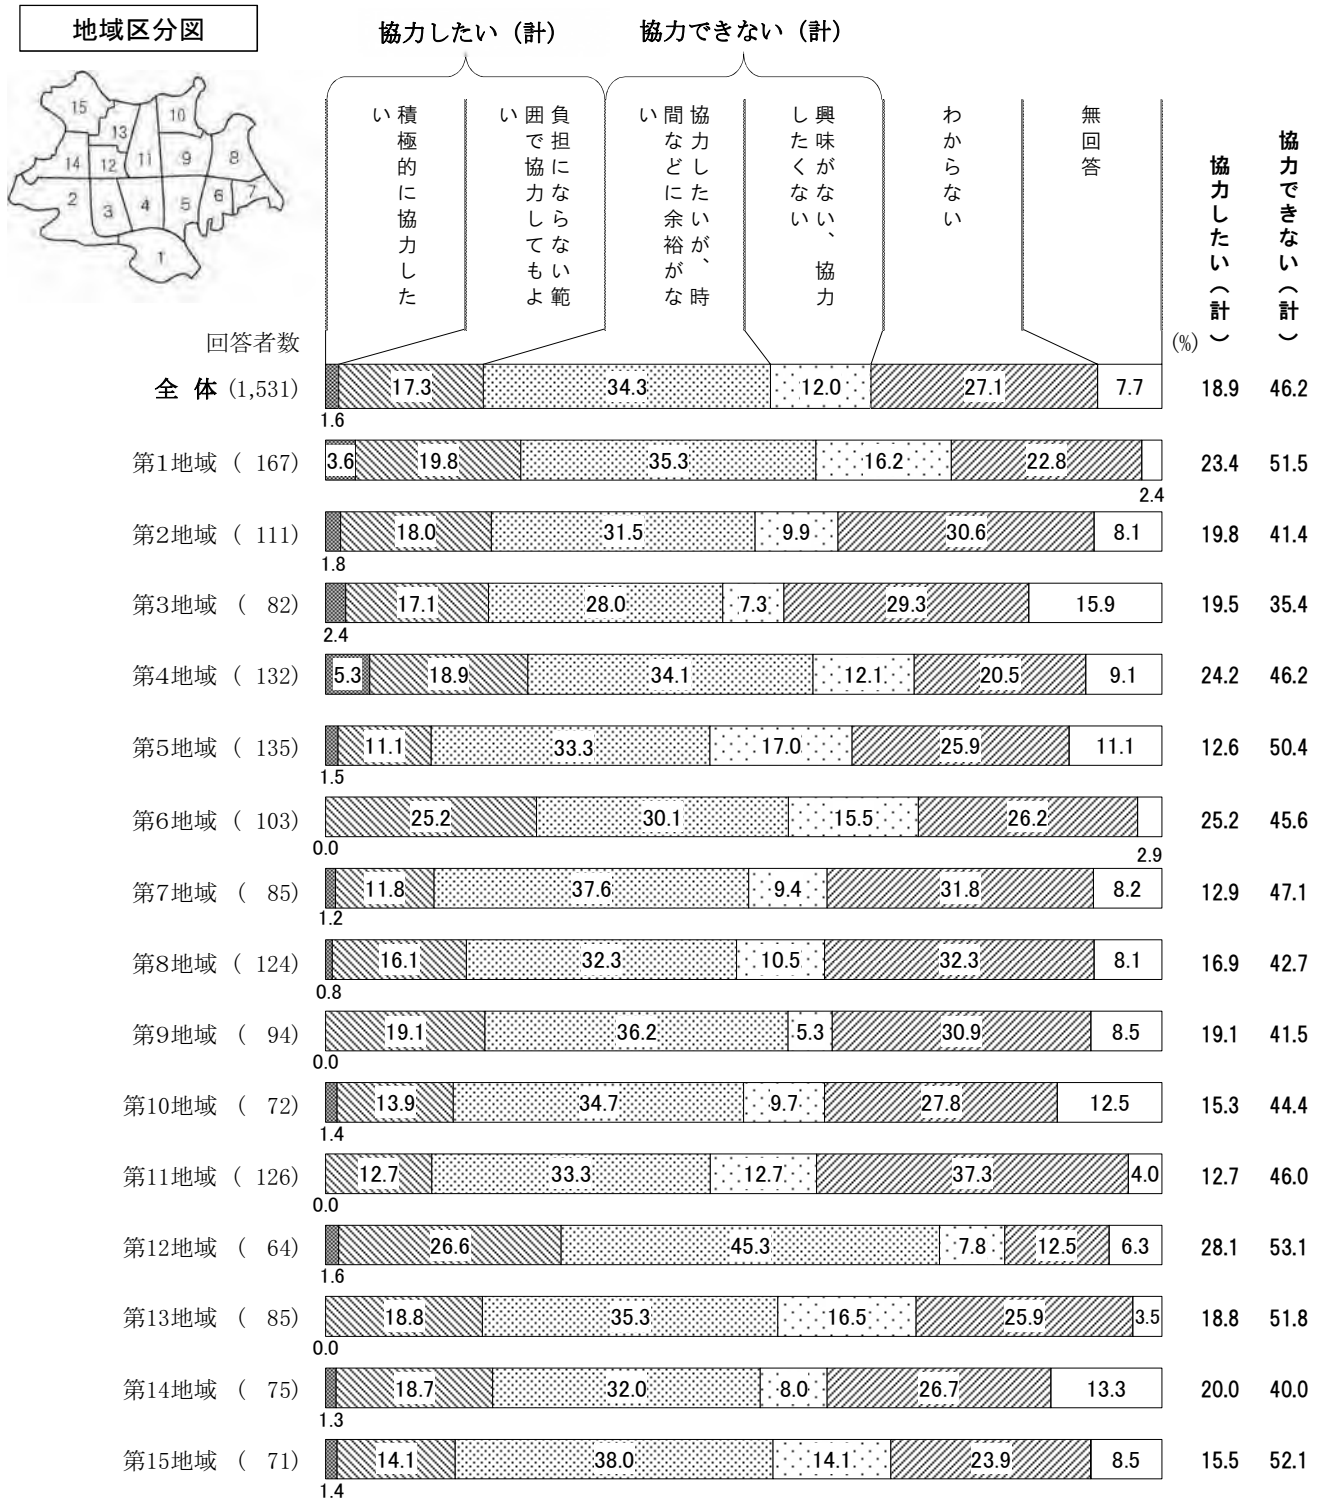 地域区分図
15
10
13
14
12
11
9
8
2
3
4
5
6
7
1
協力したい（計）
協力できない（計）
積極的に協力した
い
負担にならない範
囲で協力してもよ
い
協力したいが、時
間などに余裕がな
い
興味がない、協力
したくない
わからない
無回答
協力したい（計）
協力できない（計）
回答者数
(%)
全 体 (1,531) 17.3 34.3 12.0 27.1 7.7 18.9 46.2
1.6
第1地域 ( 167) 3.6 19.8 35.3 16.2 22.8 23.4 51.5
2.4
第2地域 ( 111) 18.0 31.5 9.9 30.6 8.1 19.8 41.4
1.8
第3地域 ( 82) 17.1 28.0 7.3 29.3 15.9 19.5 35.4
2.4
第4地域 ( 132) 5.3 18.9 34.1 12.1 20.5 9.1 24.2 46.2
第5地域 ( 135) 11.1 33.3 17.0 25.9 11.1 12.6 50.4
1.5
第6地域 ( 103) 25.2 30.1 15.5 26.2 25.2 45.6
0.0 2.9
第7地域 ( 85) 11.8 37.6 9.4 31.8 8.2 12.9 47.1
1.2
第8地域 ( 124) 16.1 32.3 10.5 32.3 8.1 16.9 42.7
0.8
第9地域 ( 94) 19.1 36.2 5.3 30.9 8.5 19.1 41.5
0.0
第10地域 ( 72) 13.9 34.7 9.7 27.8 12.5 15.3 44.4
1.4
第11地域 ( 126) 12.7 33.3 12.7 37.3 4.0 12.7 46.0
0.0
第12地域 ( 64) 26.6 45.3 7.8 12.5 6.3 28.1 53.1
1.6
第13地域 ( 85) 18.8 35.3 16.5 25.9 3.5 18.8 51.8
0.0
第14地域 ( 75) 18.7 32.0 8.0 26.7 13.3 20.0 40.0
1.3
第15地域 ( 71) 14.1 38.0 14.1 23.9 8.5 15.5 52.1
1.4